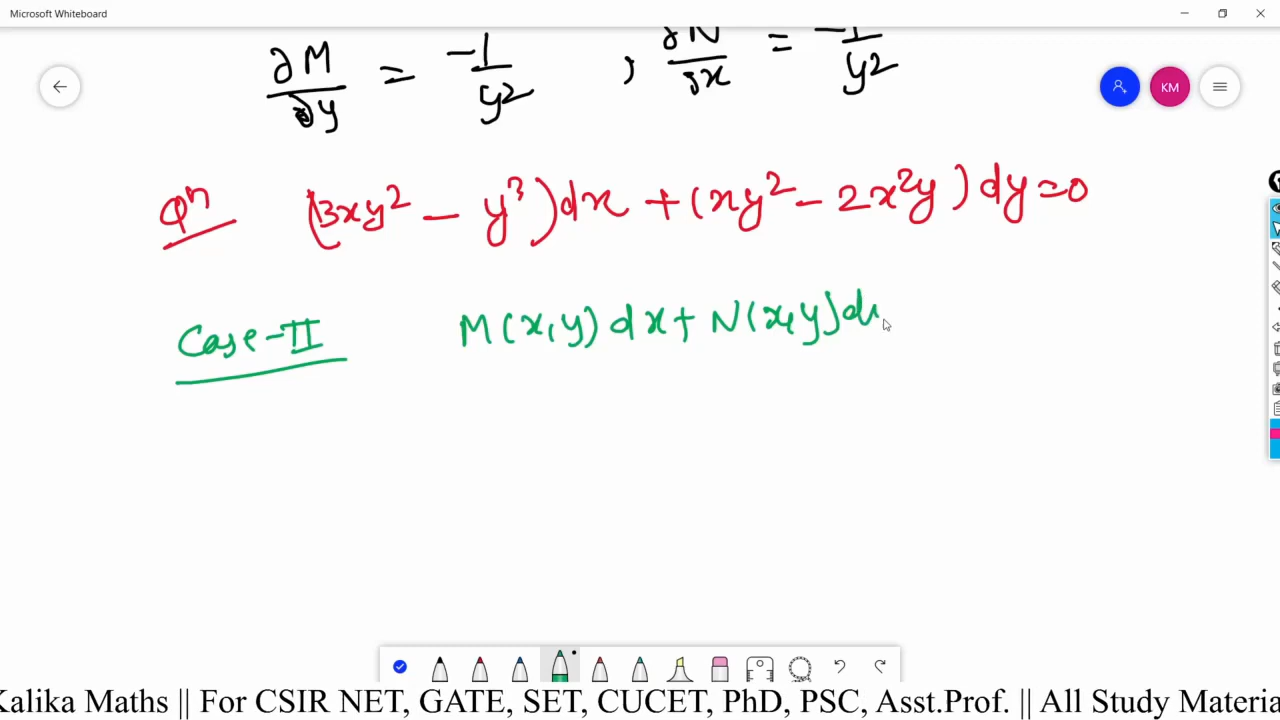 Microsoft Whiteboard
∂M/∂y = -1/y² , ∂N/∂x = -1/y²
KM
Qⁿ (3xy² - y³)dx + (xy² - 2x²y)dy = 0
Case-II M(x,y)dx + N(x,y)d
Kalika Maths || For CSIR NET, GATE, SET, CUCET, PhD, PSC, Asst.Prof. || All Study Materia